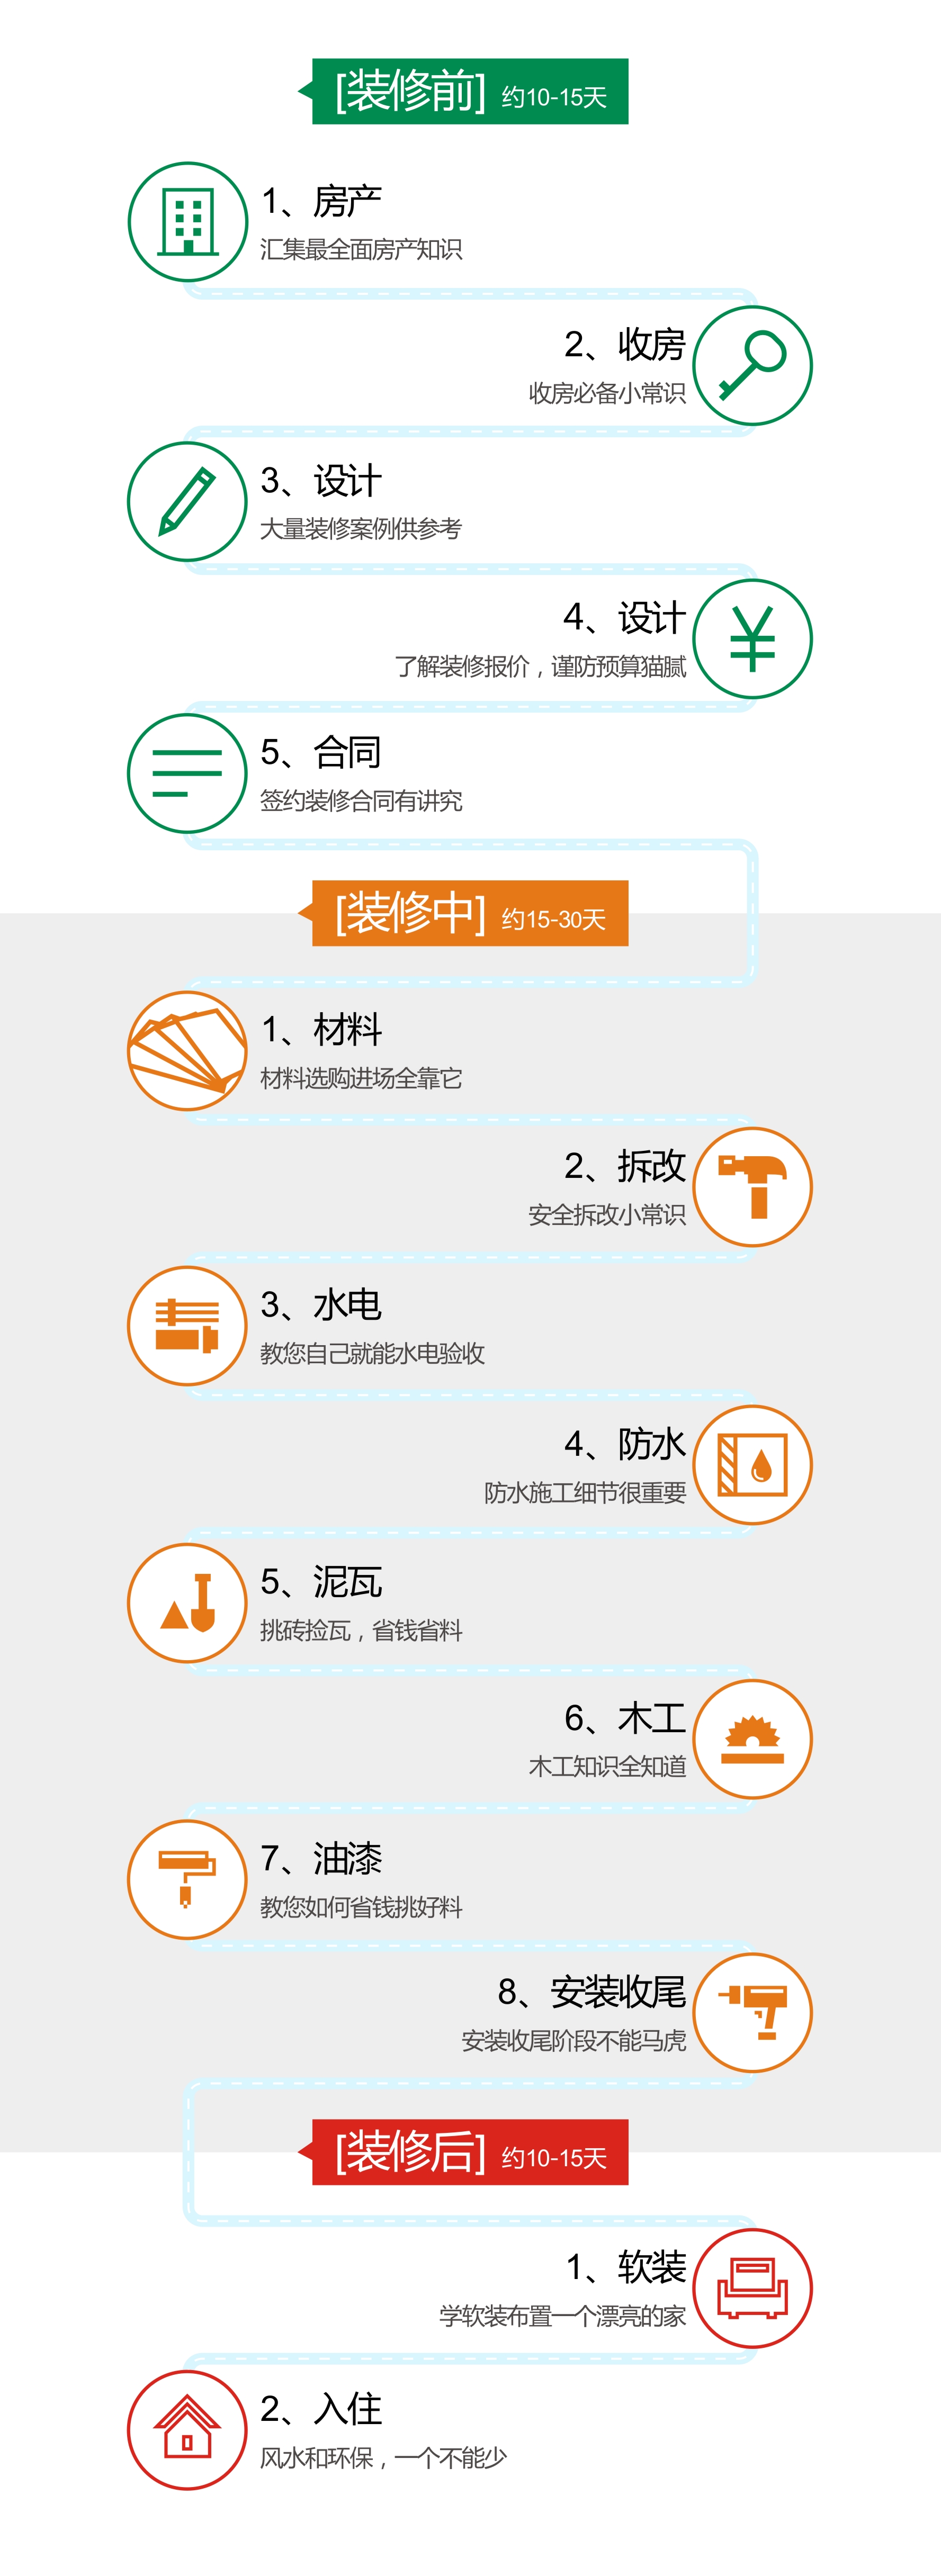 [装修前] 约10-15天
1、房产
汇集最全面房产知识
2、收房
收房必备小常识
3、设计
大量装修案例供参考
4、设计
了解装修报价，谨防预算猫腻
5、合同
签约装修合同有讲究
[装修中] 约15-30天
1、材料
材料选购进场全靠它
2、拆改
安全拆改小常识
3、水电
教您自己就能水电验收
4、防水
防水施工细节很重要
5、泥瓦
挑砖捡瓦，省钱省料
6、木工
木工知识全知道
7、油漆
教您如何省钱挑好料
8、安装收尾
安装收尾阶段不能马虎
[装修后] 约10-15天
1、软装
学软装布置一个漂亮的家
2、入住
风水和环保，一个不能少